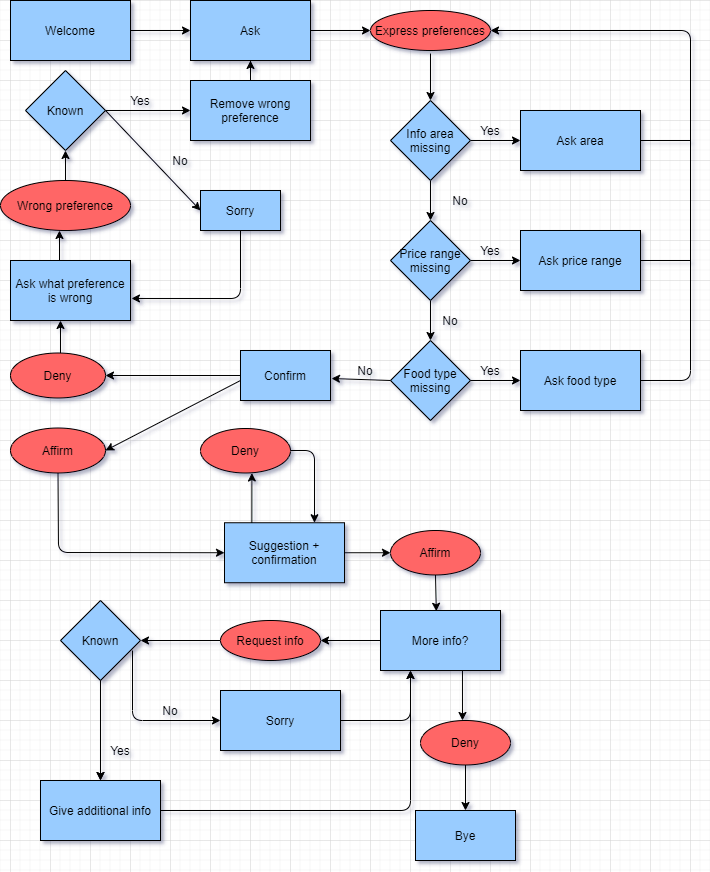 Welcome
Ask
Express preferences
Known
Yes
Remove wrong
preference
Info area
missing
Yes
Ask area
No
No
Wrong preference
Sorry
Price range
missing
Yes
Ask price range
Ask what preference
is wrong
No
Deny
Confirm
No
Food type
missing
Yes
Ask food type
Affirm
Deny
Suggestion +
confirmation
Affirm
Known
Request info
More info?
No
Sorry
Deny
Yes
Give additional info
Bye